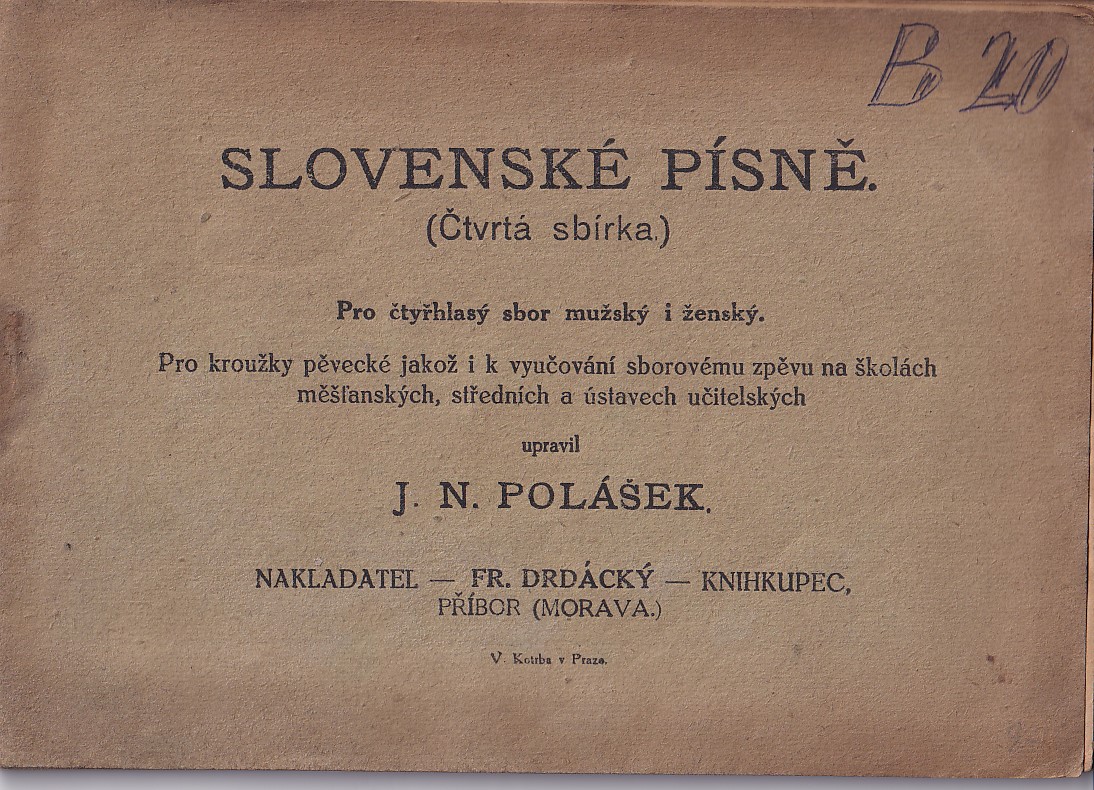 B 20
SLOVENSKÉ PÍSNĚ.
(Čtvrtá sbírka.)
Pro čtyřhlasý sbor mužský i ženský.
Pro kroužky pěvecké jakož i k vyučování sborovému zpěvu na školách
měšťanských, středních a ústavech učitelských
upravil
J. N. POLÁŠEK.
NAKLADATEL — FR. DRDÁCKÝ — KNIHKUPEC,
PŘÍBOR (MORAVA.)
V. Kotrba v Praze.